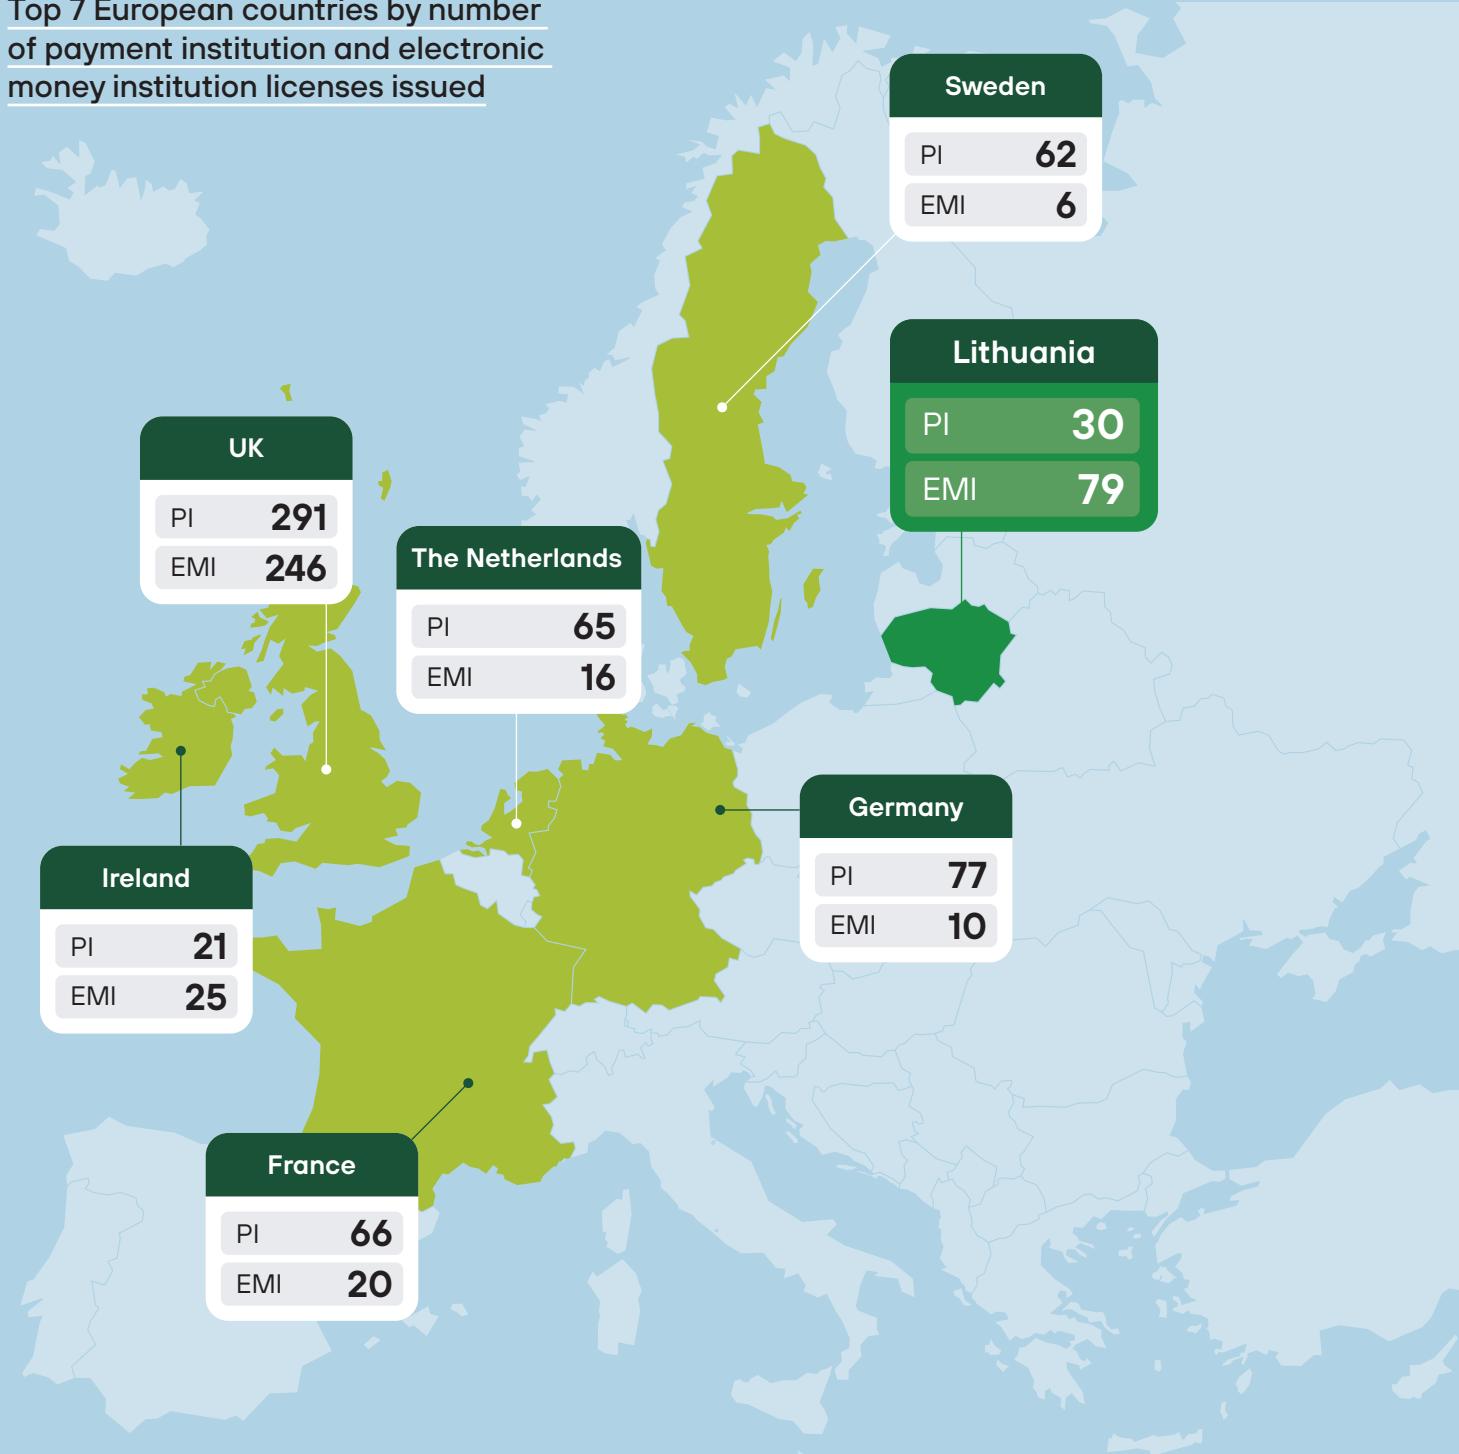 Top 7 European countries by number
of payment institution and electronic
money institution licenses issued
Sweden
PI 62
EMI 6
Lithuania
PI 30
EMI 79
UK
PI 291
EMI 246
The Netherlands
PI 65
EMI 16
Germany
PI 77
EMI 10
Ireland
PI 21
EMI 25
France
PI 66
EMI 20